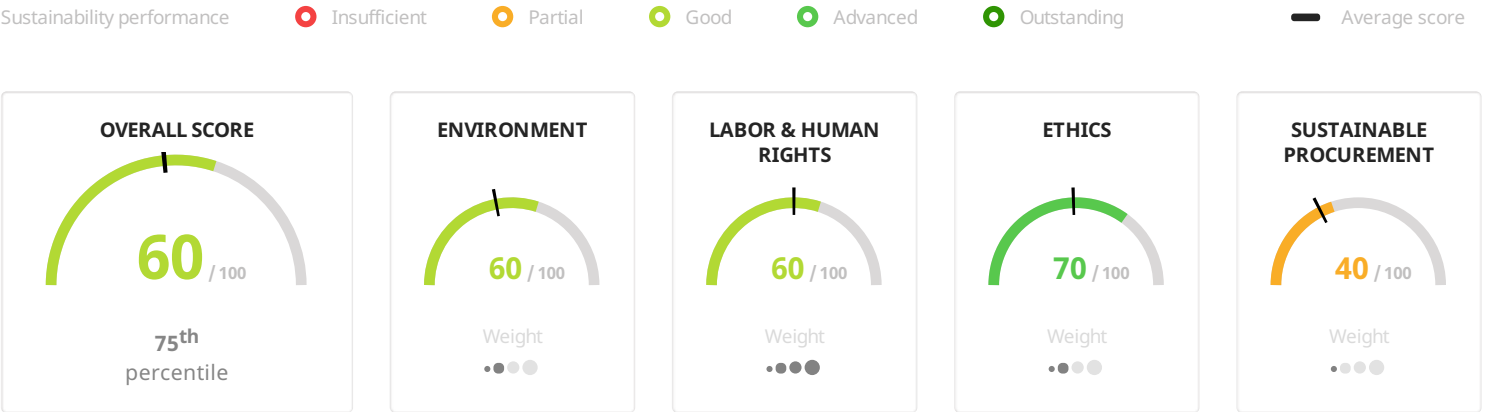 Sustainability performance Insufficient Partial Good Advanced Outstanding Average score
OVERALL SCORE
60 / 100
75th
percentile
ENVIRONMENT
60 / 100
Weight
LABOR & HUMAN
RIGHTS
60 / 100
Weight
ETHICS
70 / 100
Weight
SUSTAINABLE
PROCUREMENT
40 / 100
Weight